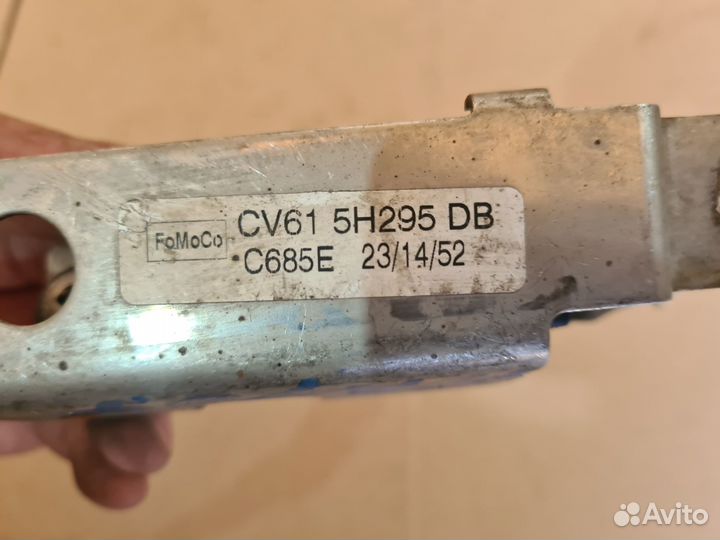 FoMoCo
CV61 5H295 DB
C685E 23/14/52
Avito